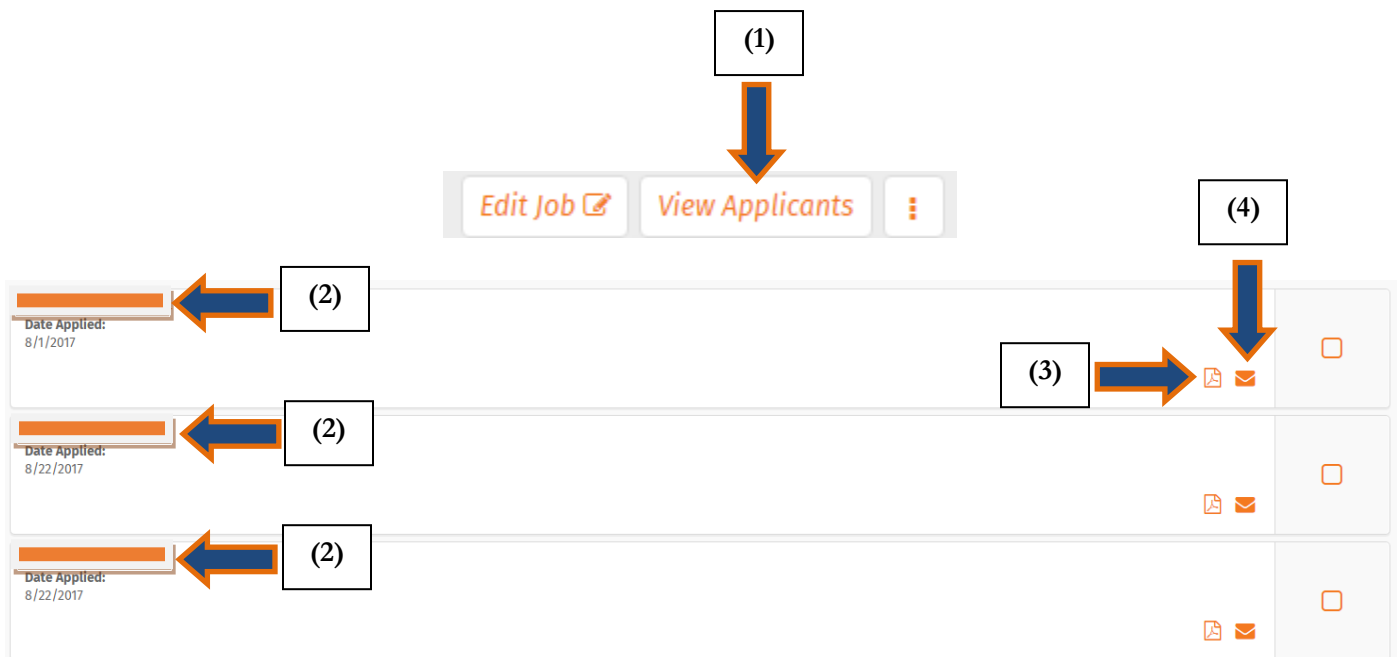 (1)
Edit Job View Applicants
(4)
(2)
Date Applied:
8/1/2017
(3)
(2)
Date Applied:
8/22/2017
(2)
Date Applied:
8/22/2017